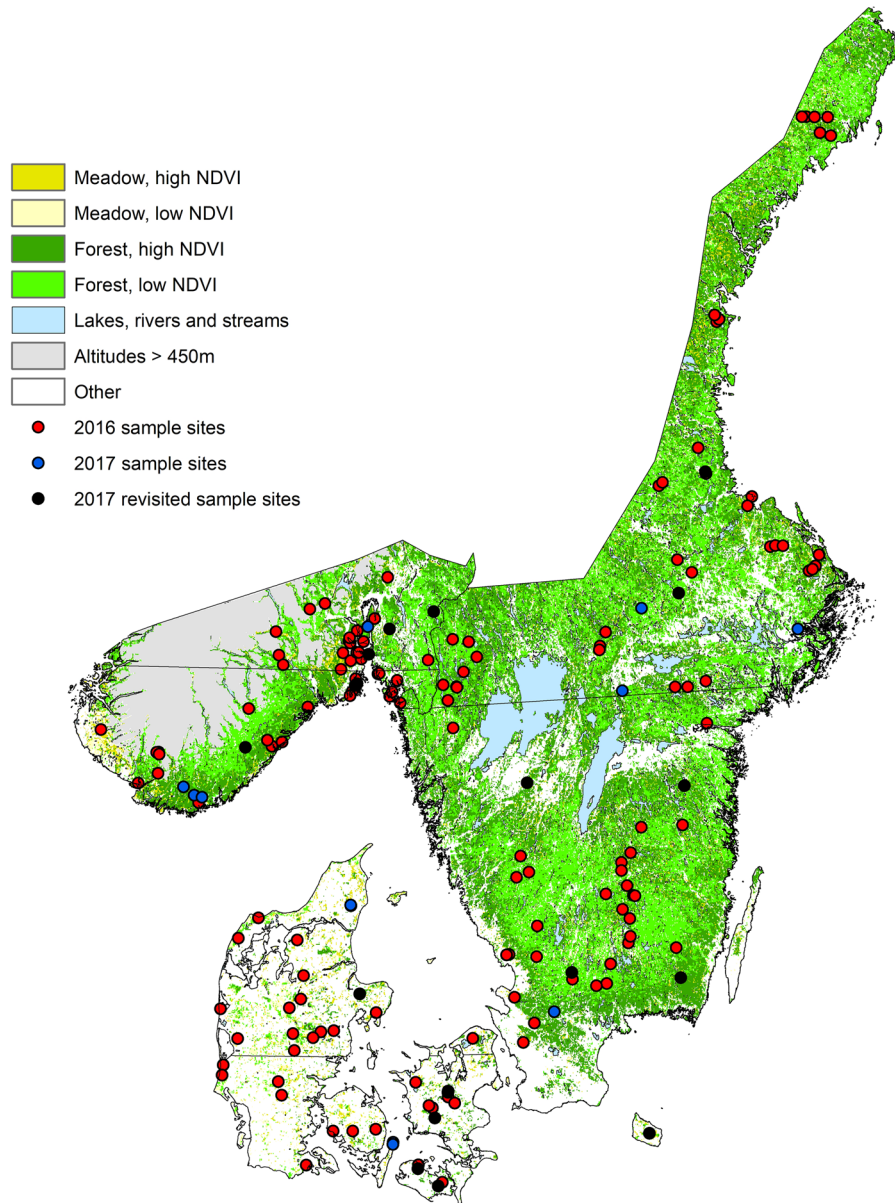 Meadow, high NDVI
Meadow, low NDVI
Forest, high NDVI
Forest, low NDVI
Lakes, rivers and streams
Altitudes > 450m
Other
2016 sample sites
2017 sample sites
2017 revisited sample sites